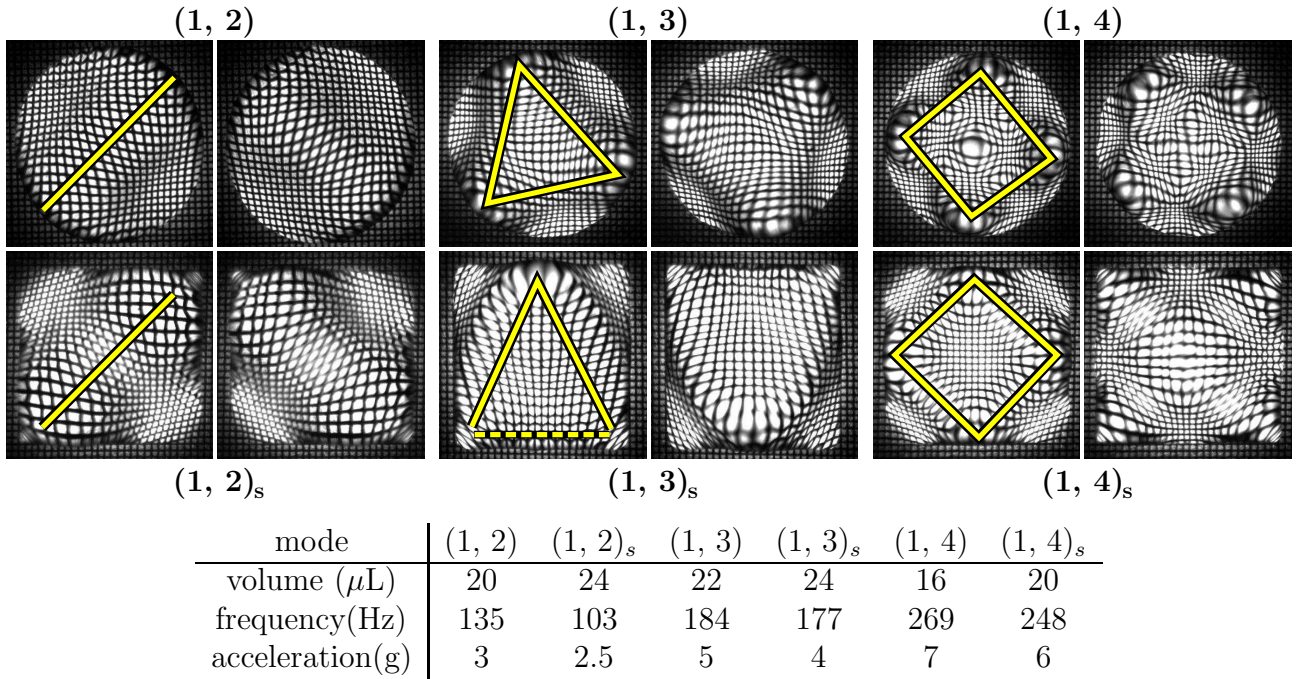 (1, 2) (1, 3) (1, 4)
(1, 2)ₛ (1, 3)ₛ (1, 4)ₛ
mode (1, 2) (1, 2)ₛ (1, 3) (1, 3)ₛ (1, 4) (1, 4)ₛ
volume (μL) 20 24 22 24 16 20
frequency(Hz) 135 103 184 177 269 248
acceleration(g) 3 2.5 5 4 7 6